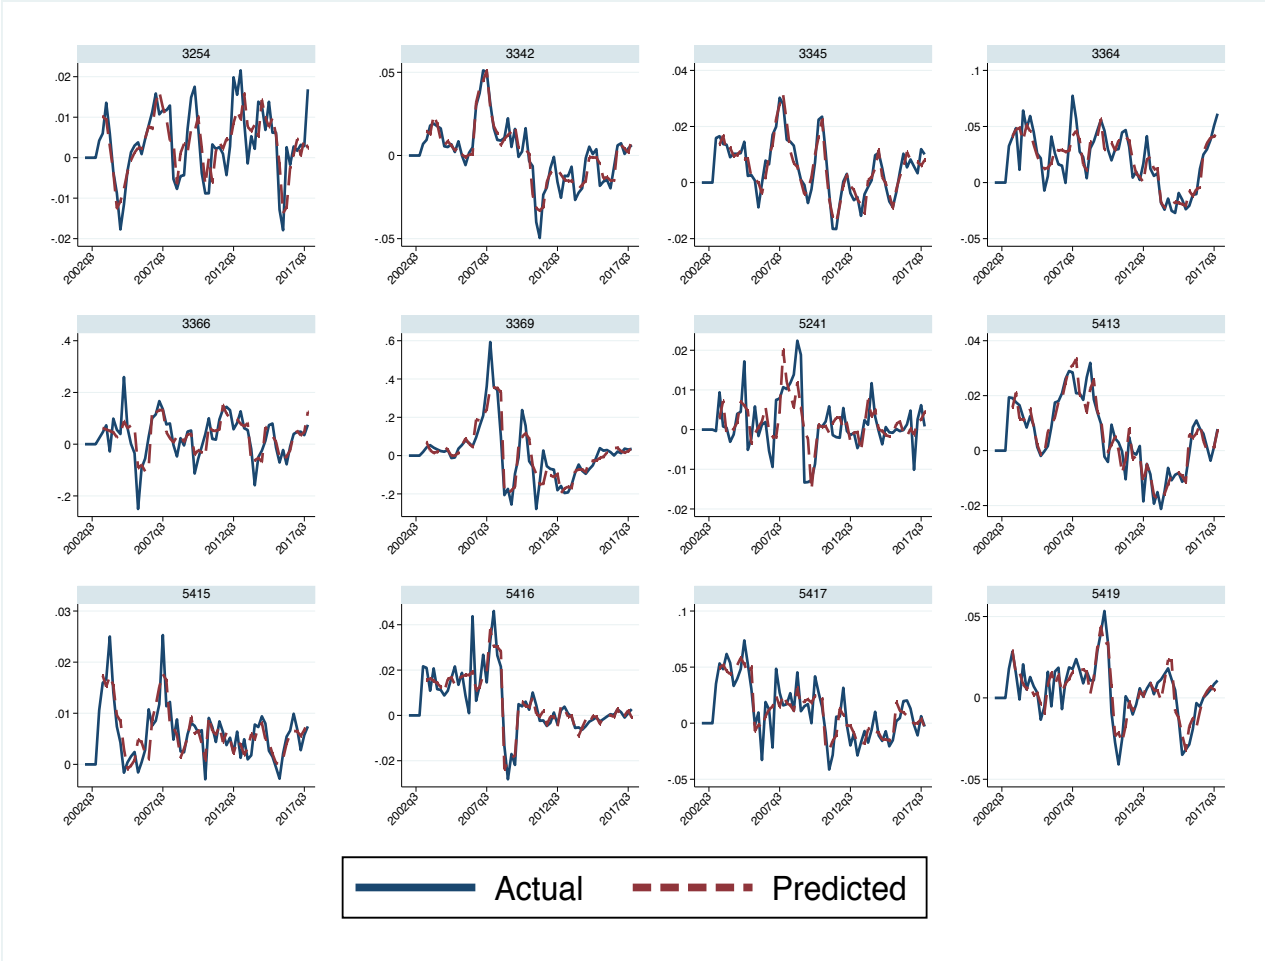 3254
3342
3345
3364
.02
.01
0
-.01
-.02
.05
0
-.05
.04
.02
0
-.02
.1
.05
0
-.05
2002q3
2007q3
2012q3
2017q3
2002q3
2007q3
2012q3
2017q3
2002q3
2007q3
2012q3
2017q3
2002q3
2007q3
2012q3
2017q3
3366
3369
5241
5413
.4
.2
0
-.2
.6
.4
.2
0
-.2
.02
.01
0
-.01
-.02
.04
.02
0
-.02
2002q3
2007q3
2012q3
2017q3
2002q3
2007q3
2012q3
2017q3
2002q3
2007q3
2012q3
2017q3
2002q3
2007q3
2012q3
2017q3
5415
5416
5417
5419
.03
.02
.01
0
.04
.02
0
-.02
.1
.05
0
-.05
.05
0
-.05
2002q3
2007q3
2012q3
2017q3
2002q3
2007q3
2012q3
2017q3
2002q3
2007q3
2012q3
2017q3
2002q3
2007q3
2012q3
2017q3
Actual Predicted